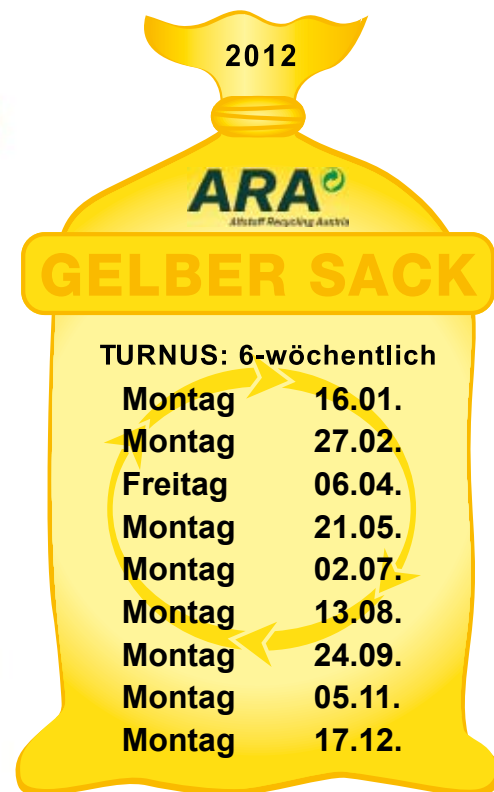 2012
ARA
Altstoff Recycling Austria
GELBER SACK
TURNUS: 6-wöchentlich
Montag 16.01.
Montag 27.02.
Freitag 06.04.
Montag 21.05.
Montag 02.07.
Montag 13.08.
Montag 24.09.
Montag 05.11.
Montag 17.12.